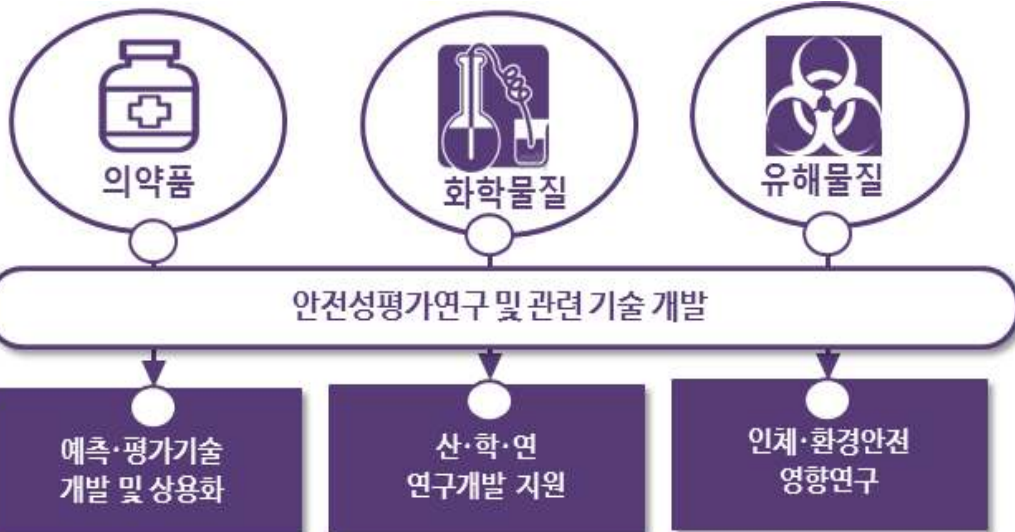 의약품
화학물질
유해물질
안전성평가연구 및 관련 기술 개발
예측·평가기술
개발 및 상용화
산·학·연
연구개발 지원
인체·환경안전
영향연구